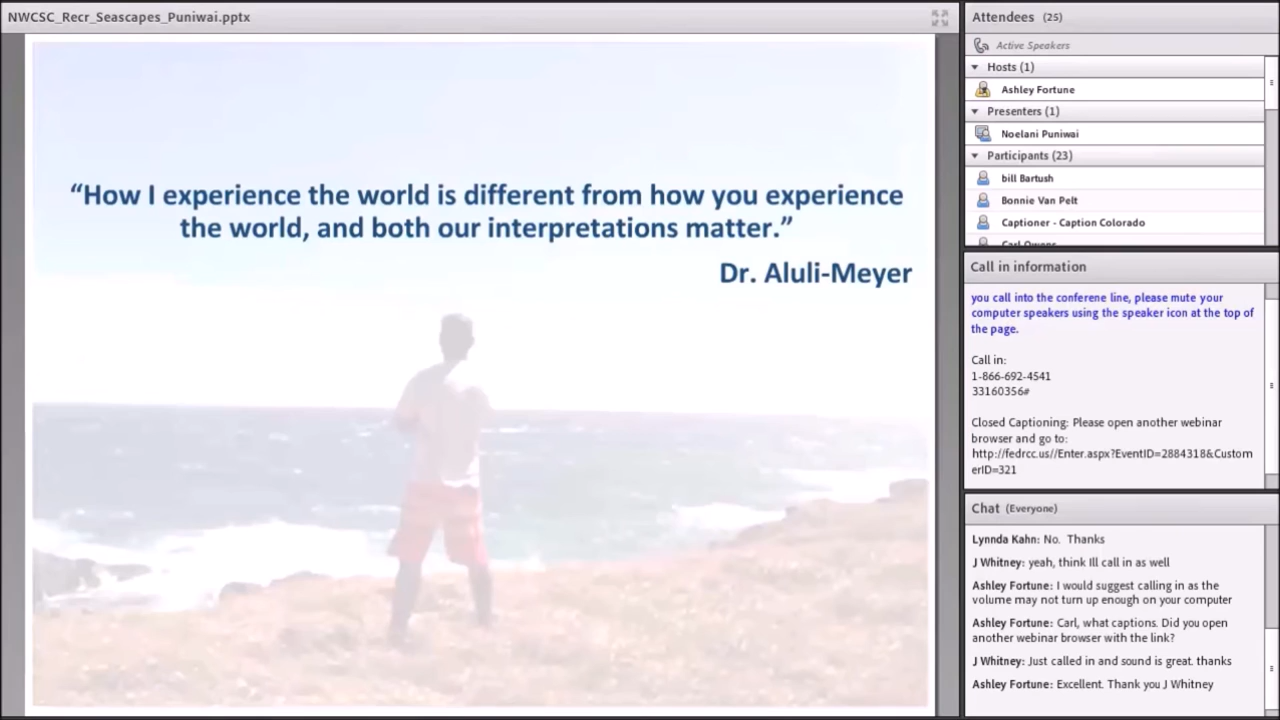 NWCSC_Recr_Seascapes_Puniwai.pptx
“How I experience the world is different from how you experience
the world, and both our interpretations matter.”
Dr. Aluli-Meyer
Attendees (25)
Active Speakers
Hosts (1)
Ashley Fortune
Presenters (1)
Noelani Puniwai
Participants (23)
bill Bartush
Bonnie Van Pelt
Captioner - Caption Colorado
Carl Owens
Call in information
you call into the conferene line, please mute your
computer speakers using the speaker icon at the top of
the page.
Call in:
1-866-692-4541
33160356#
Closed Captioning: Please open another webinar
browser and go to:
http://fedrcc.us//Enter.aspx?EventID=2884318&Custom
erID=321
Chat (Everyone)
Lynnda Kahn: No. Thanks
J Whitney: yeah, think Ill call in as well
Ashley Fortune: I would suggest calling in as the
volume may not turn up enough on your computer
Ashley Fortune: Carl, what captions. Did you open
another webinar browser with the link?
J Whitney: Just called in and sound is great. thanks
Ashley Fortune: Excellent. Thank you J Whitney